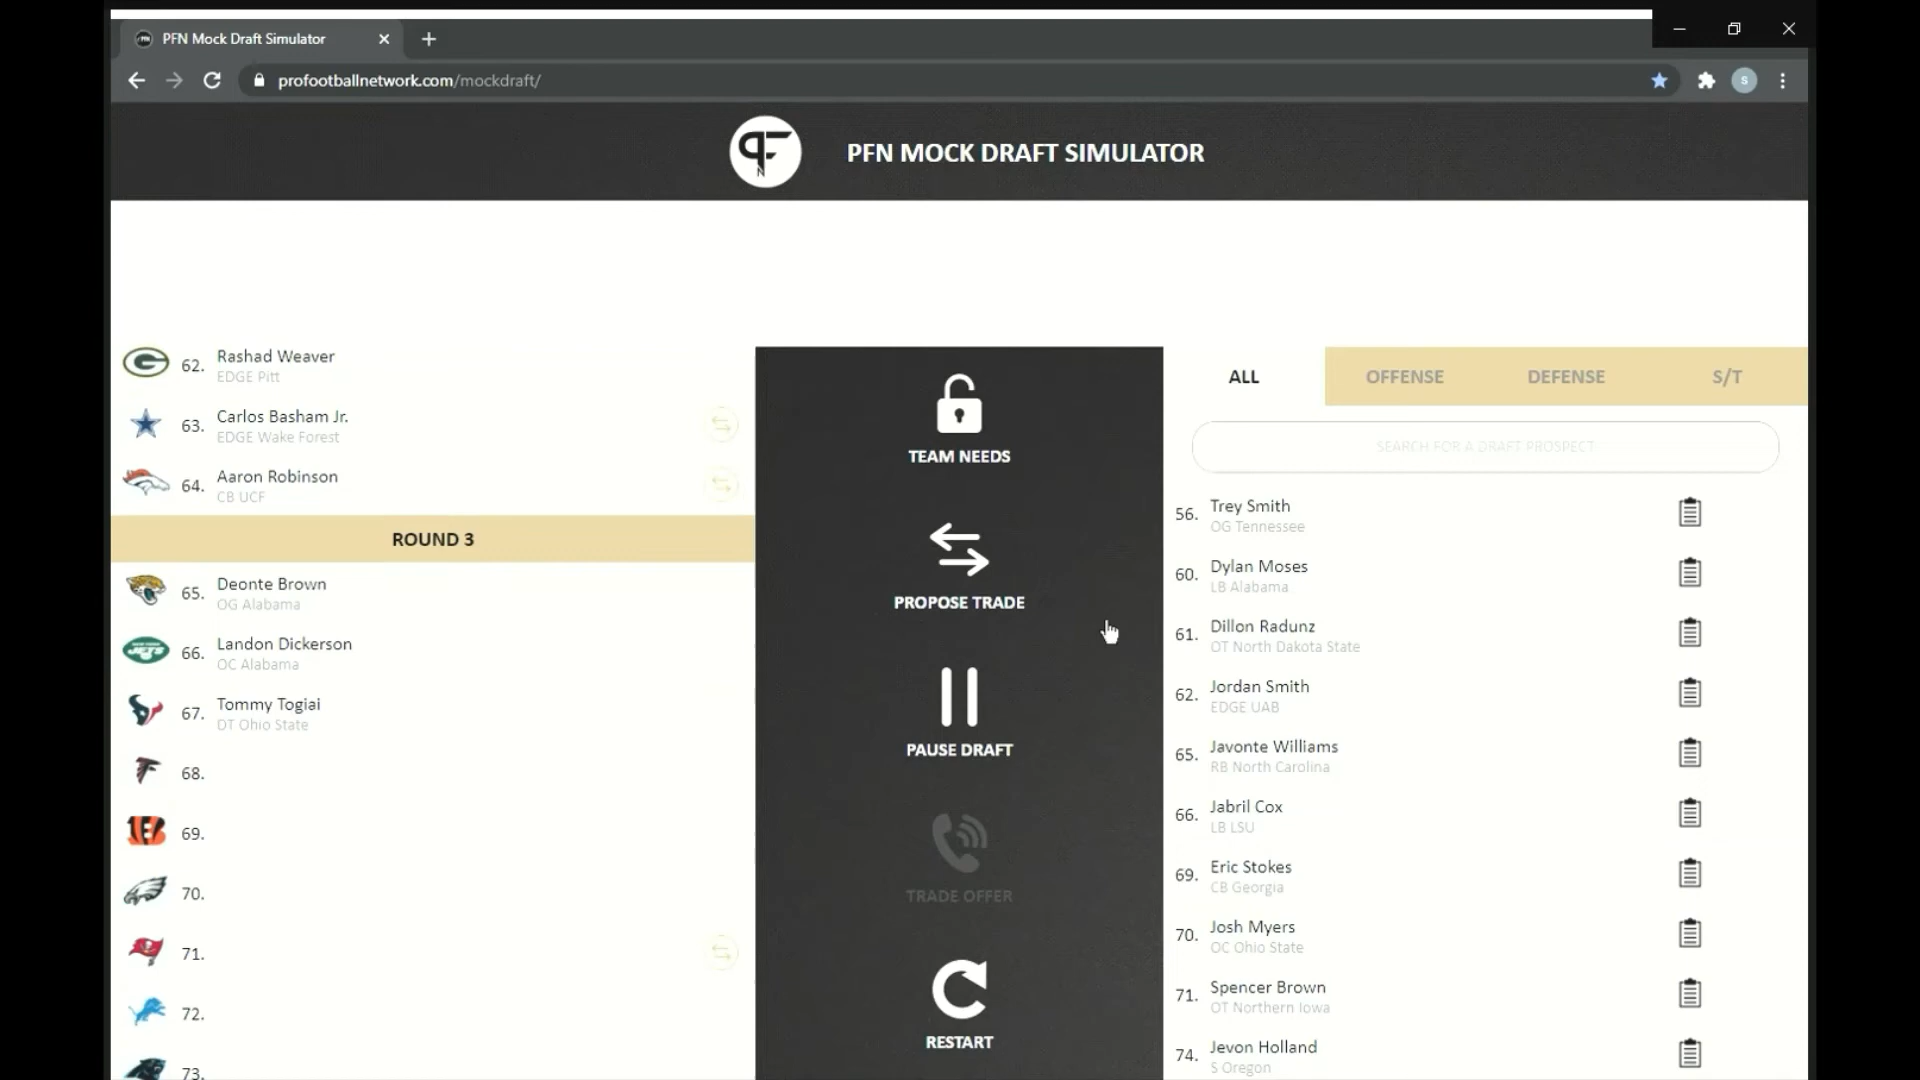 PFN Mock Draft Simulator
profootballnetwork.com/mockdraft/
S
PFN
PFN MOCK DRAFT SIMULATOR
62. Rashad Weaver
EDGE Pitt
63. Carlos Basham Jr.
EDGE Wake Forest
64. Aaron Robinson
CB UCF
ROUND 3
65. Deonte Brown
OG Alabama
66. Landon Dickerson
OC Alabama
67. Tommy Togiai
DT Ohio State
68.
69.
70.
71.
72.
73.
TEAM NEEDS
PROPOSE TRADE
PAUSE DRAFT
TRADE OFFER
RESTART
ALL
OFFENSE
DEFENSE
S/T
SEARCH FOR A DRAFT PROSPECT...
56. Trey Smith
OG Tennessee
60. Dylan Moses
LB Alabama
61. Dillon Radunz
OT North Dakota State
62. Jordan Smith
EDGE UAB
65. Javonte Williams
RB North Carolina
66. Jabril Cox
LB LSU
69. Eric Stokes
CB Georgia
70. Josh Myers
OC Ohio State
71. Spencer Brown
OT Northern Iowa
74. Jevon Holland
S Oregon